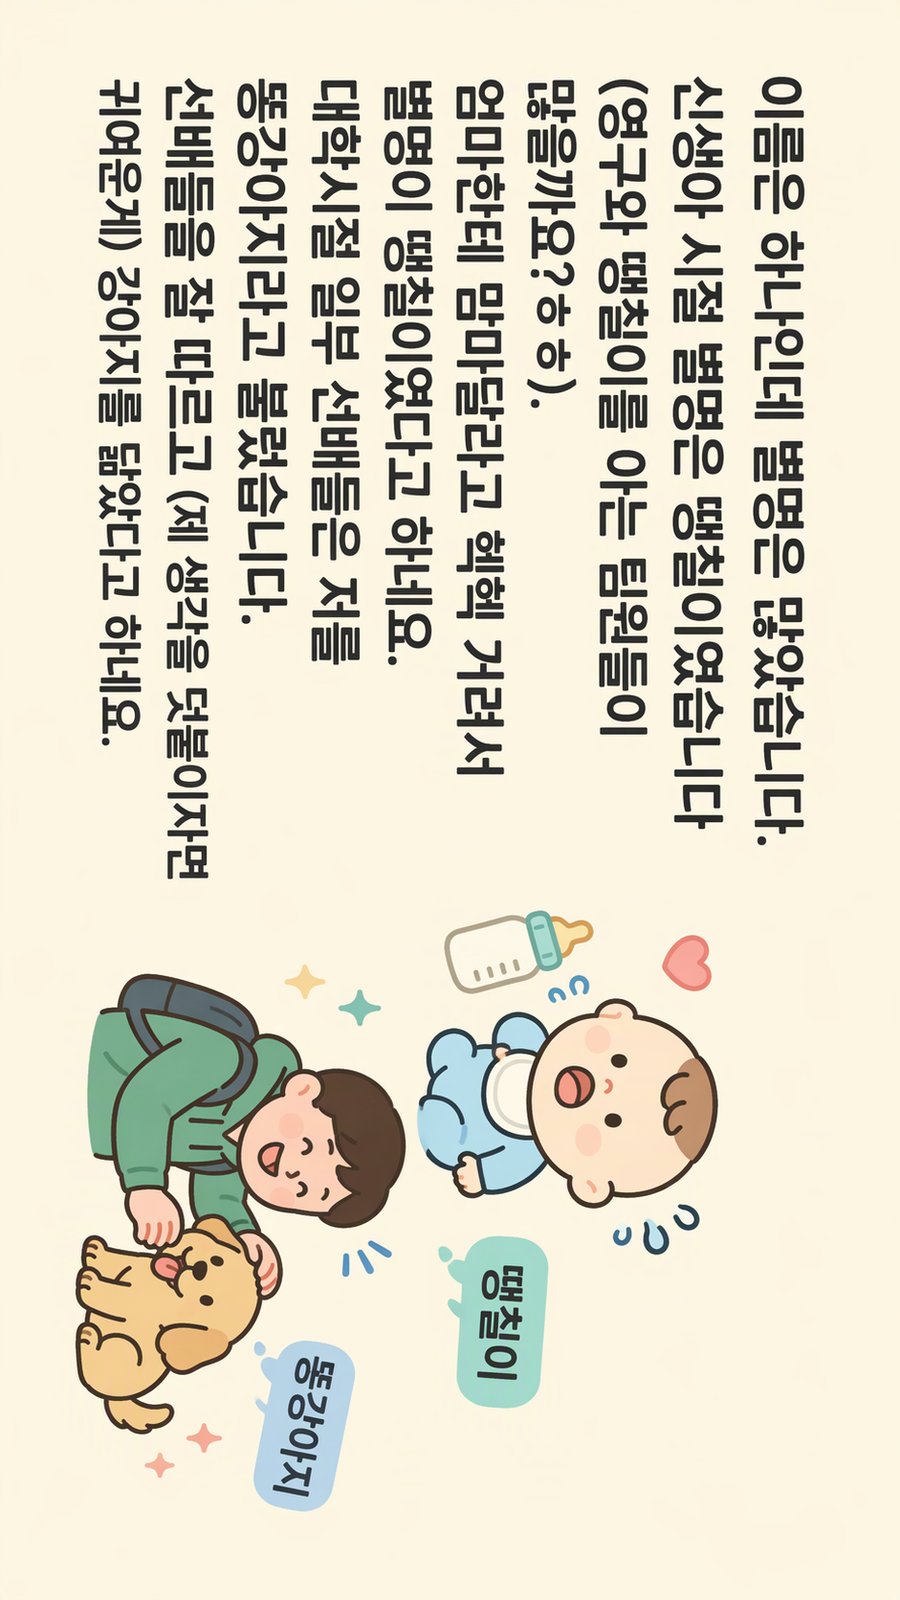 이름은 하나인데 별명은 많았습니다.
신생아 시절 별명은 땡칠이였습니다
(영구와 땡칠이를 아는 팀원들이
많을까요?ㅎㅎ).
엄마한테 맘마달라고 헥헥 거려서
별명이 땡칠이였다고 하네요.
대학시절 일부 선배들은 저를
똥강아지라고 불렀습니다.
선배들을 잘 따르고 (제 생각을 덧붙이자면
귀여운게) 강아지를 닮았다고 하네요.
땡칠이
똥강아지